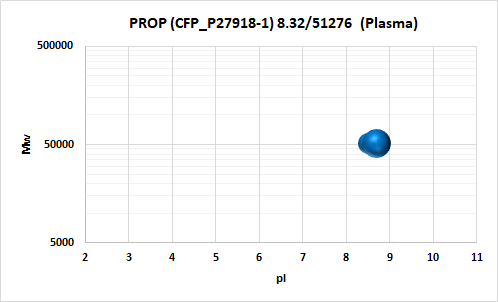 PROP (CFP_P27918-1) 8.32/51276 (Plasma)
500000
50000
5000
Mw
2 3 4 5 6 7 8 9 10 11
pI